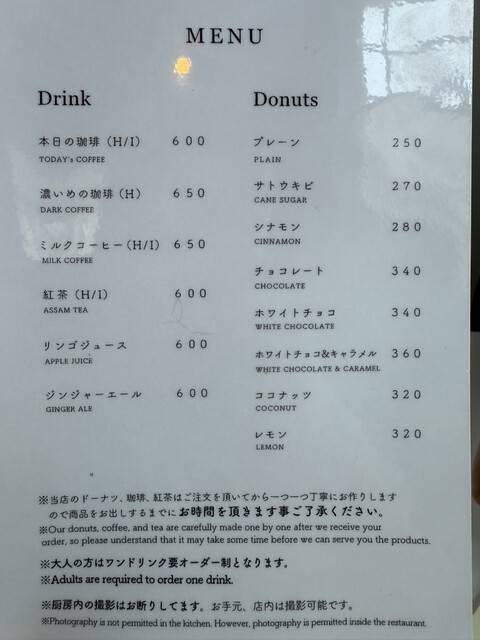 MENU
Drink
本日の珈琲（H/I） 600
TODAY's COFFEE
濃いめの珈琲（H） 650
DARK COFFEE
ミルクコーヒー（H/I） 650
MILK COFFEE
紅茶（H/I） 600
ASSAM TEA
リンゴジュース 600
APPLE JUICE
ジンジャーエール 600
GINGER ALE
Donuts
プレーン 250
PLAIN
サトウキビ 270
CANE SUGAR
シナモン 280
CINNAMON
チョコレート 340
CHOCOLATE
ホワイトチョコ 340
WHITE CHOCOLATE
ホワイトチョコ&キャラメル 360
WHITE CHOCOLATE & CARAMEL
ココナッツ 320
COCONUT
レモン 320
LEMON
※当店のドーナツ、珈琲、紅茶はご注文を頂いてから一つ一つ丁寧にお作りします
ので商品をお出しするまでにお時間を頂きます事ご了承ください。
※Our donuts, coffee, and tea are carefully made one by one after we receive your
order, so please understand that it may take some time before we can serve you the products.
※大人の方はワンドリンク要オーダー制となります。
※Adults are required to order one drink.
※厨房内の撮影はお断りしてます。お手元、店内は撮影可能です。
※Photography is not permitted in the kitchen. However, photography is permitted inside the restaurant.